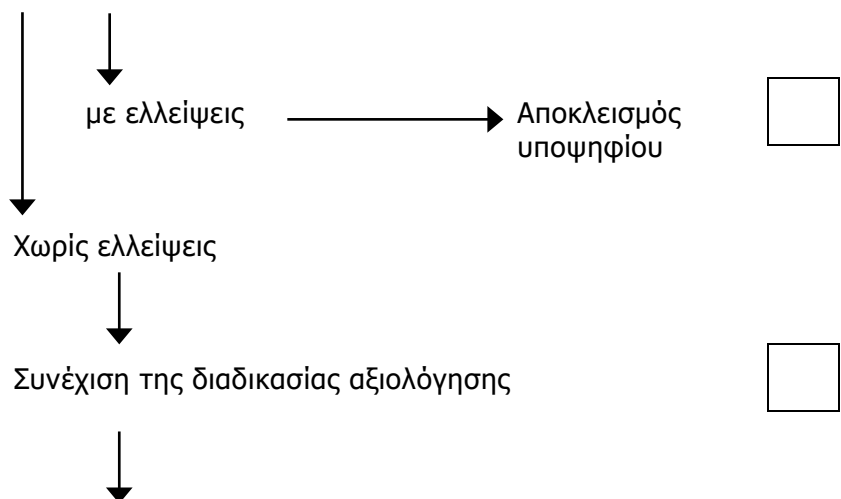 με ελλείψεις
Αποκλεισμός
υποψηφίου
Χωρίς ελλείψεις
Συνέχιση της διαδικασίας αξιολόγησης